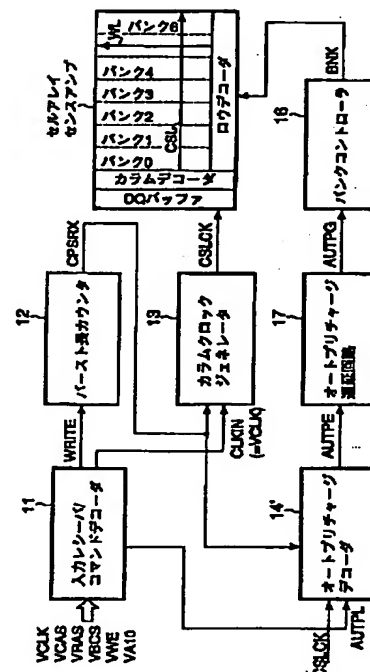 VCLK
VCAS
VRAS
VBCS
VWE
VA10
11
入力レシーバ/
コマンドデコーダ
WRITE
12
バースト長カウンタ
CPSRX
13
カラムクロック
ジェネレータ
CLKIN
(=VCLK)
CSLCK
セルアレイ
センスアンプ
DQバッファ
カラムデコーダ
バンク0
バンク1
バンク2
バンク3
バンク4
バンク6
WL
CSL
ロウデコーダ
CSLCK
AUTPL
14'
オートプリチャージ
デコーダ
AUTPE
17
オートプリチャージ
遅延回路
AUTPG
16
バンクコントローラ
BNK